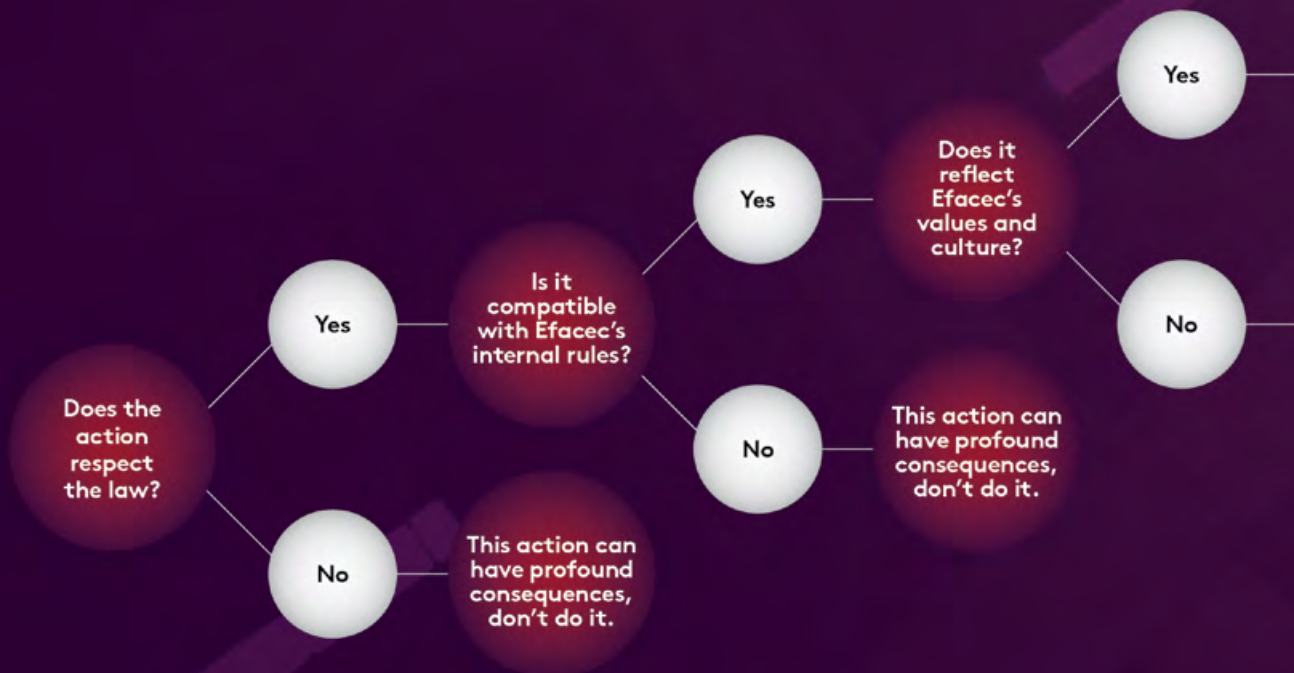 Does the
action
respect
the law?
Yes
No
Is it
compatible
with Efacec's
internal rules?
This action can
have profound
consequences,
don't do it.
Yes
No
Does it
reflect
Efacec's
values and
culture?
This action can
have profound
consequences,
don't do it.
Yes
No